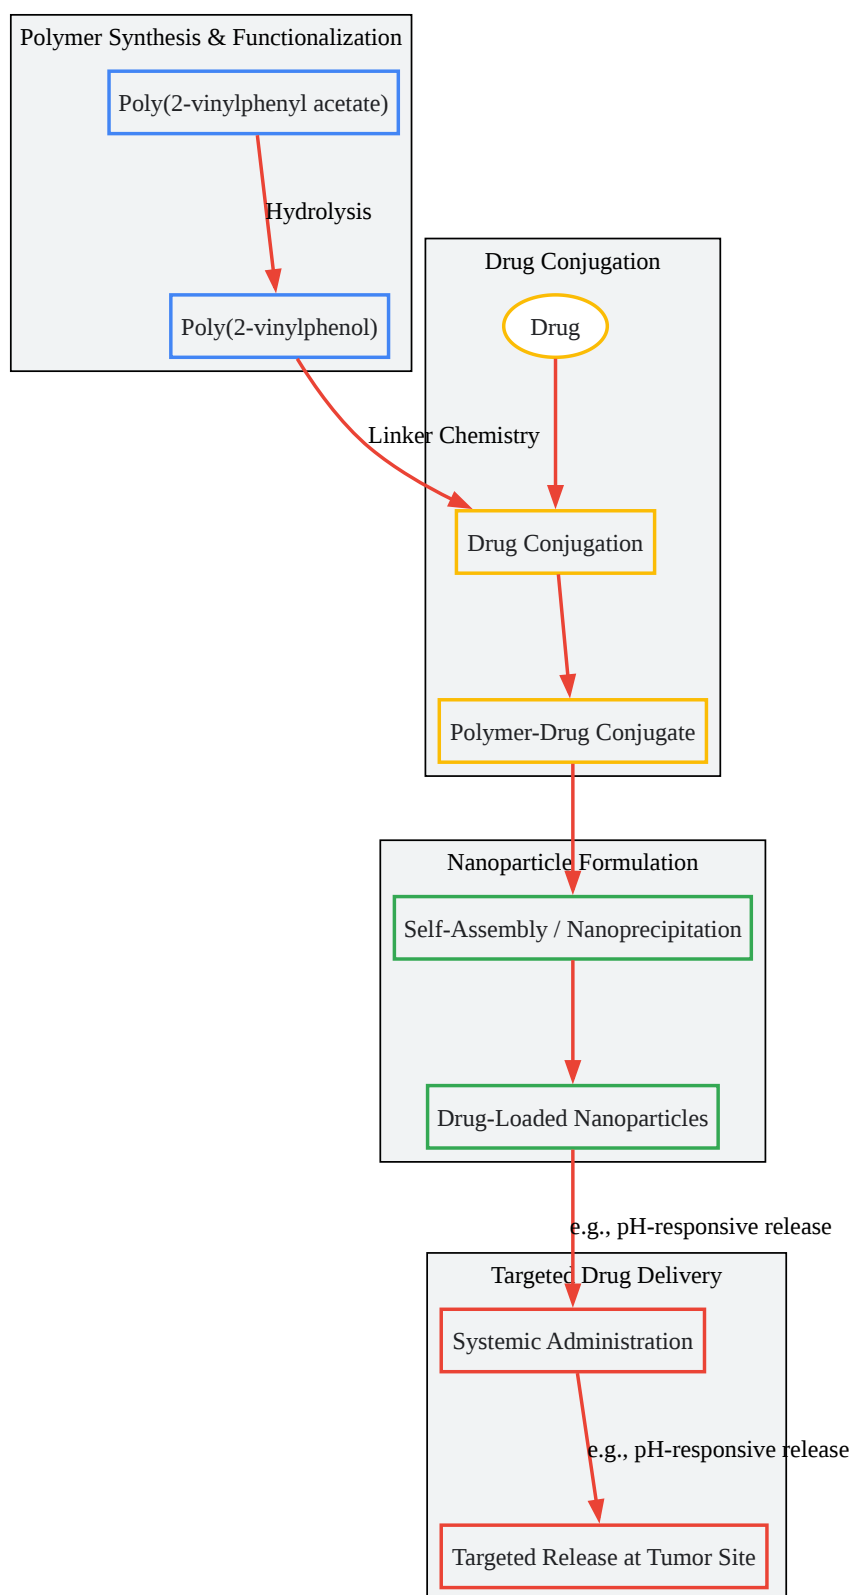 Polymer Synthesis & Functionalization
Poly(2-vinylphenyl acetate)
Hydrolysis
Poly(2-vinylphenol)
Drug Conjugation
Drug
Linker Chemistry
Drug Conjugation
Polymer-Drug Conjugate
Nanoparticle Formulation
Self-Assembly / Nanoprecipitation
Drug-Loaded Nanoparticles
e.g., pH-responsive release
Targeted Drug Delivery
Systemic Administration
e.g., pH-responsive release
Targeted Release at Tumor Site